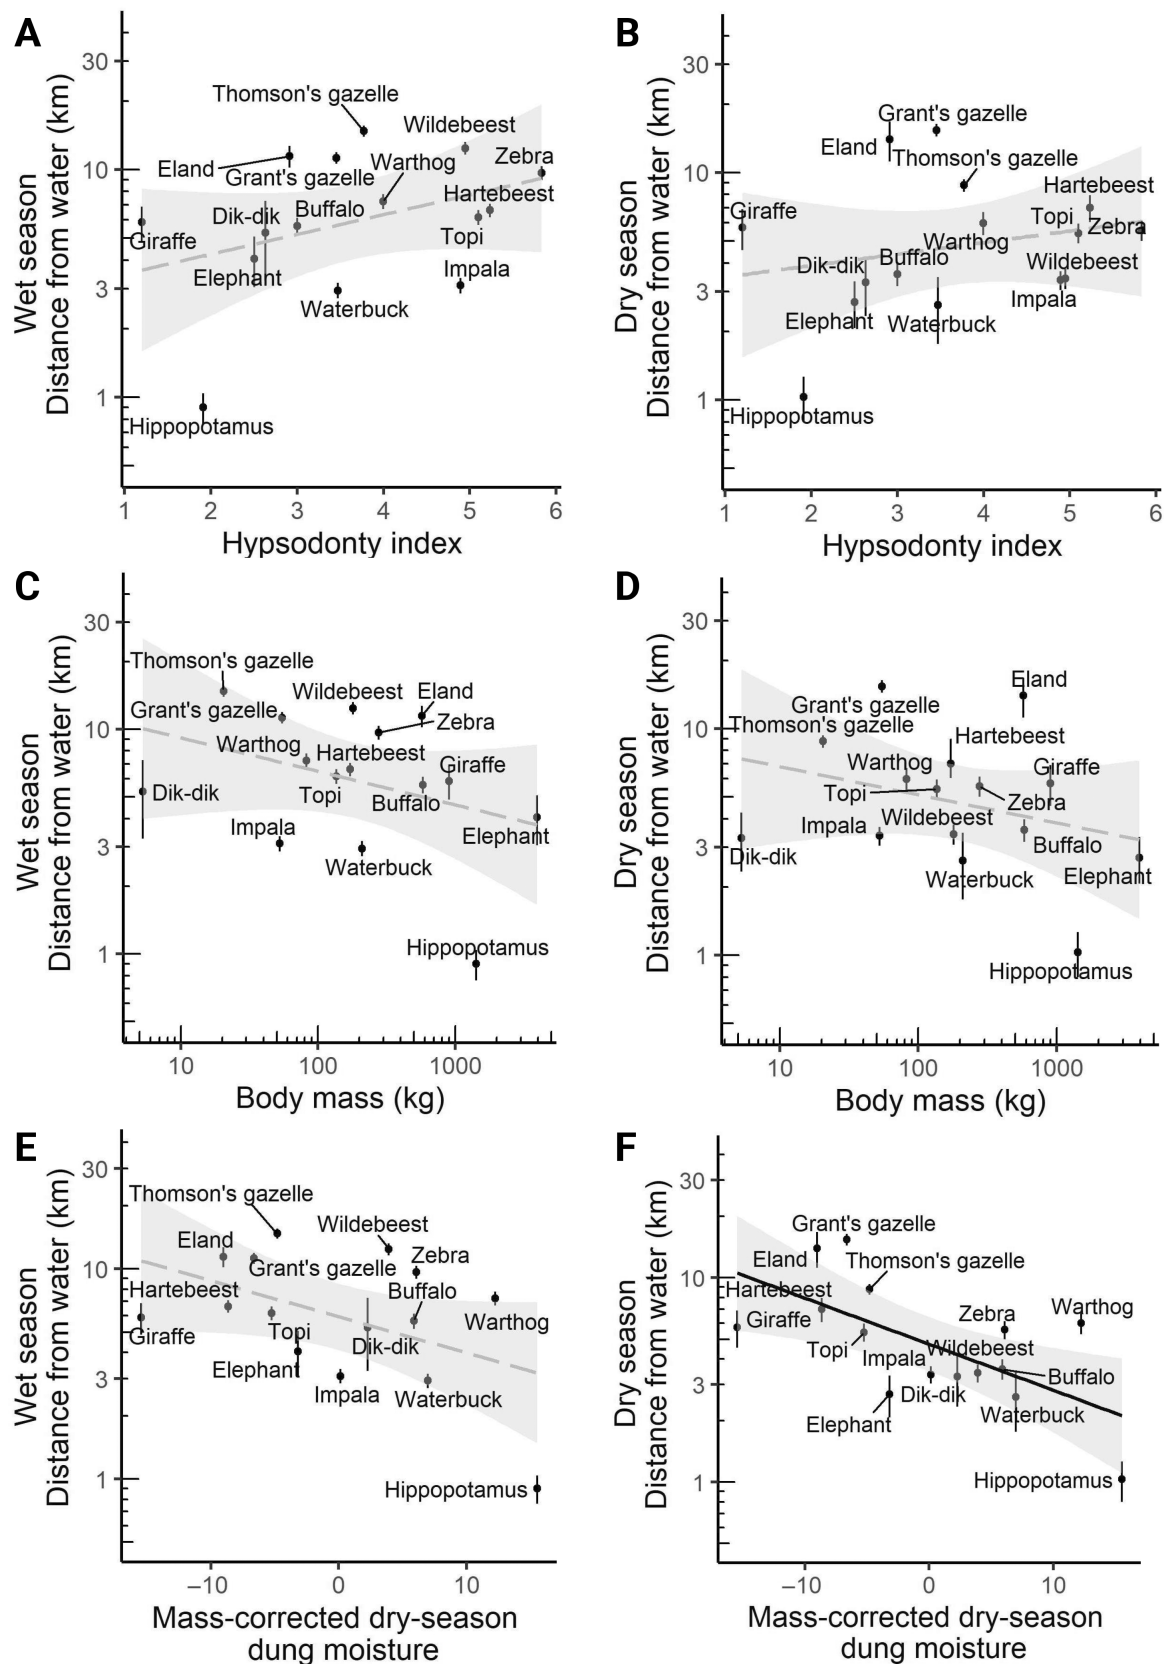 A
Wet season
Distance from water (km)
30
10
3
1
Thomson's gazelle
Wildebeest
Eland
Grant's gazelle
Warthog
Zebra
Dik-dik
Buffalo
Hartebeest
Giraffe
Topi
Elephant
Impala
Waterbuck
Hippopotamus
1 2 3 4 5 6
Hypsodonty index
B
Dry season
Distance from water (km)
30
10
3
1
Grant's gazelle
Eland
Thomson's gazelle
Hartebeest
Giraffe
Topi
Zebra
Warthog
Dik-dik
Buffalo
Wildebeest
Impala
Elephant
Waterbuck
Hippopotamus
1 2 3 4 5 6
Hypsodonty index
C
Wet season
Distance from water (km)
30
10
3
1
Thomson's gazelle
Wildebeest
Eland
Grant's gazelle
Zebra
Warthog
Hartebeest
Giraffe
Dik-dik
Topi
Buffalo
Impala
Elephant
Waterbuck
Hippopotamus
10 100 1000
Body mass (kg)
D
Dry season
Distance from water (km)
30
10
3
1
Eland
Grant's gazelle
Thomson's gazelle
Hartebeest
Warthog
Giraffe
Topi
Zebra
Impala
Wildebeest
Buffalo
Dik-dik
Waterbuck
Elephant
Hippopotamus
10 100 1000
Body mass (kg)
E
Wet season
Distance from water (km)
30
10
3
1
Thomson's gazelle
Wildebeest
Eland
Zebra
Grant's gazelle
Hartebeest
Buffalo
Giraffe
Topi
Warthog
Dik-dik
Elephant
Impala
Waterbuck
Hippopotamus
−10 0 10
Mass-corrected dry-season
dung moisture
F
Dry season
Distance from water (km)
30
10
3
1
Grant's gazelle
Eland
Thomson's gazelle
Hartebeest
Giraffe
Zebra
Warthog
Topi
Impala
Wildebeest
Buffalo
Dik-dik
Elephant
Waterbuck
Hippopotamus
−10 0 10
Mass-corrected dry-season
dung moisture